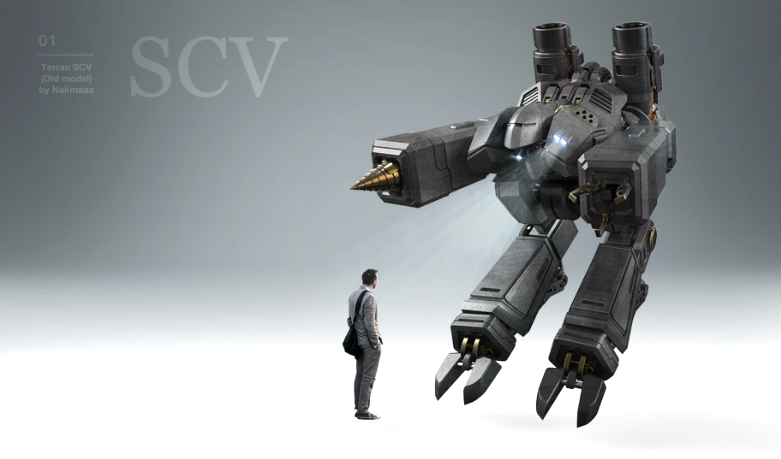 01
Terran SCV
(Old model)
by Nakmaaa
SCV